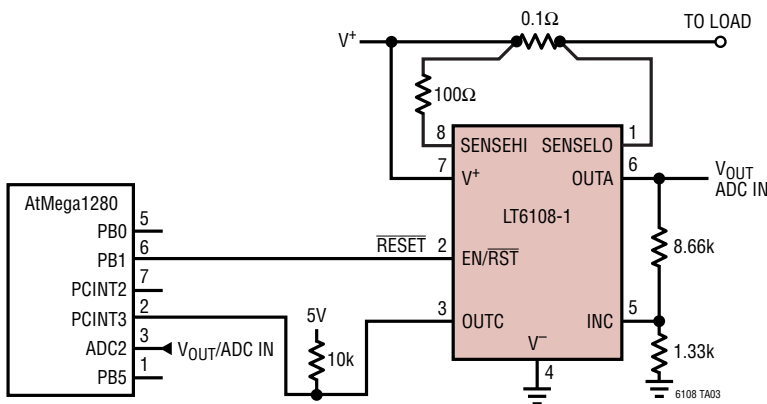 0.1Ω
TO LOAD
V+
100Ω
8
SENSEHI
SENSELO
1
7
V+
OUTA
6
VOUT
ADC IN
LT6108-1
AtMega1280
PB0
5
PB1
6
RESET
2
EN/RST
8.66k
PCINT2
7
PCINT3
2
5V
3
OUTC
INC
5
ADC2
3
VOUT/ADC IN
10k
V–
1.33k
PB5
1
4
6108 TA03